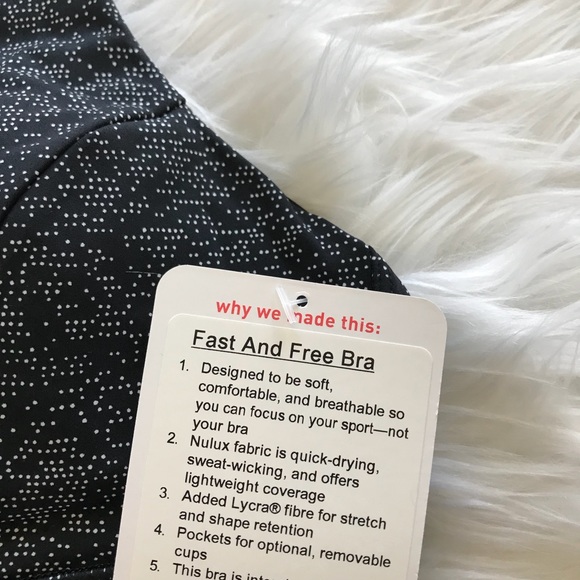 why we made this:
Fast And Free Bra
1. Designed to be soft,
comfortable, and breathable so
you can focus on your sport—not
your bra
2. Nulux fabric is quick-drying,
sweat-wicking, and offers
lightweight coverage
3. Added Lycra® fibre for stretch
and shape retention
4. Pockets for optional, removable
cups
5. This bra is